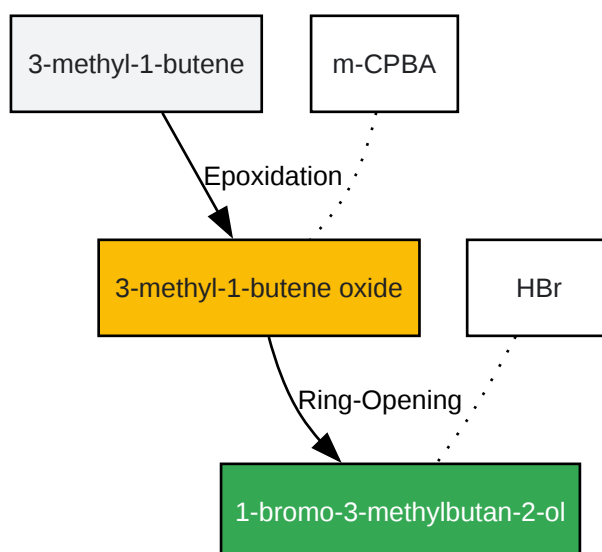 3-methyl-1-butene
m-CPBA
Epoxidation
3-methyl-1-butene oxide
HBr
Ring-Opening
1-bromo-3-methylbutan-2-ol